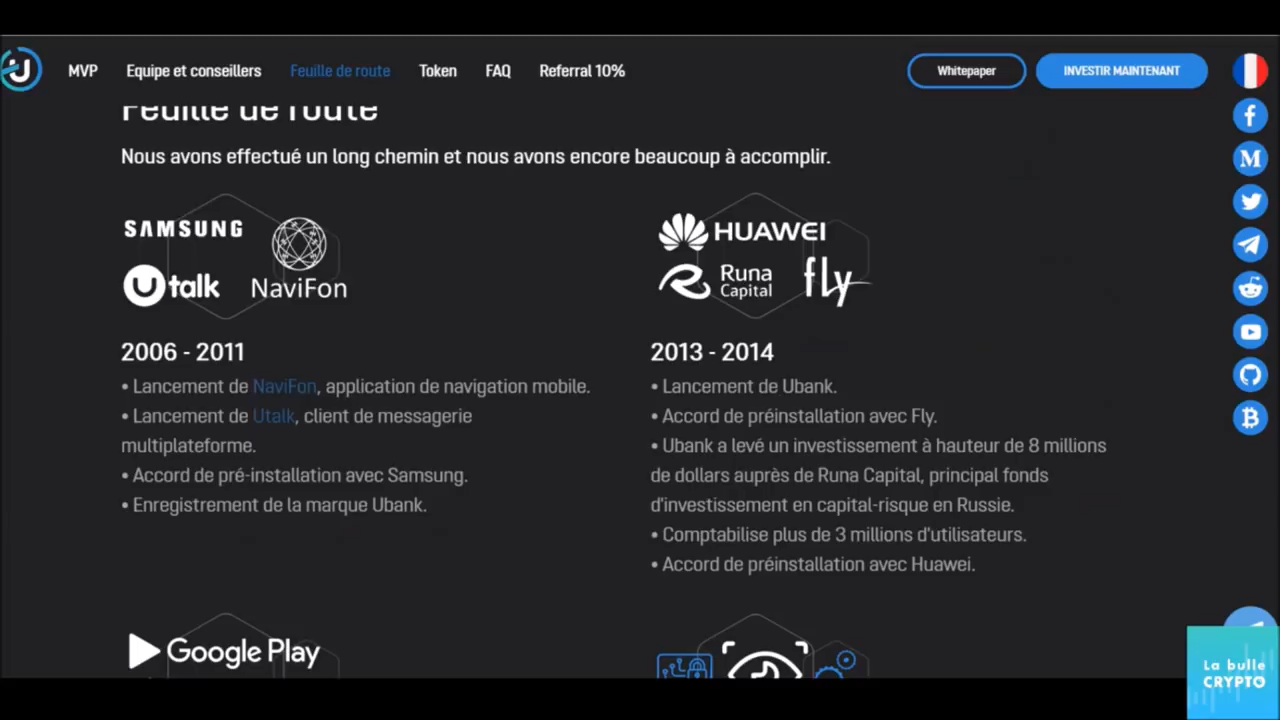 MVP Equipe et conseillers Feuille de route Token FAQ Referral 10% Whitepaper INVESTIR MAINTENANT
Feuille de route
Nous avons effectué un long chemin et nous avons encore beaucoup à accomplir.
SAMSUNG
Utalk NaviFon
HUAWEI
Runa Capital fly
2006 - 2011
• Lancement de NaviFon, application de navigation mobile.
• Lancement de Utalk, client de messagerie
multiplateforme.
• Accord de pré-installation avec Samsung.
• Enregistrement de la marque Ubank.
2013 - 2014
• Lancement de Ubank.
• Accord de préinstallation avec Fly.
• Ubank a levé un investissement à hauteur de 8 millions
de dollars auprès de Runa Capital, principal fonds
d'investissement en capital-risque en Russie.
• Comptabilise plus de 3 millions d'utilisateurs.
• Accord de préinstallation avec Huawei.
Google Play
La bulle
CRYPTO